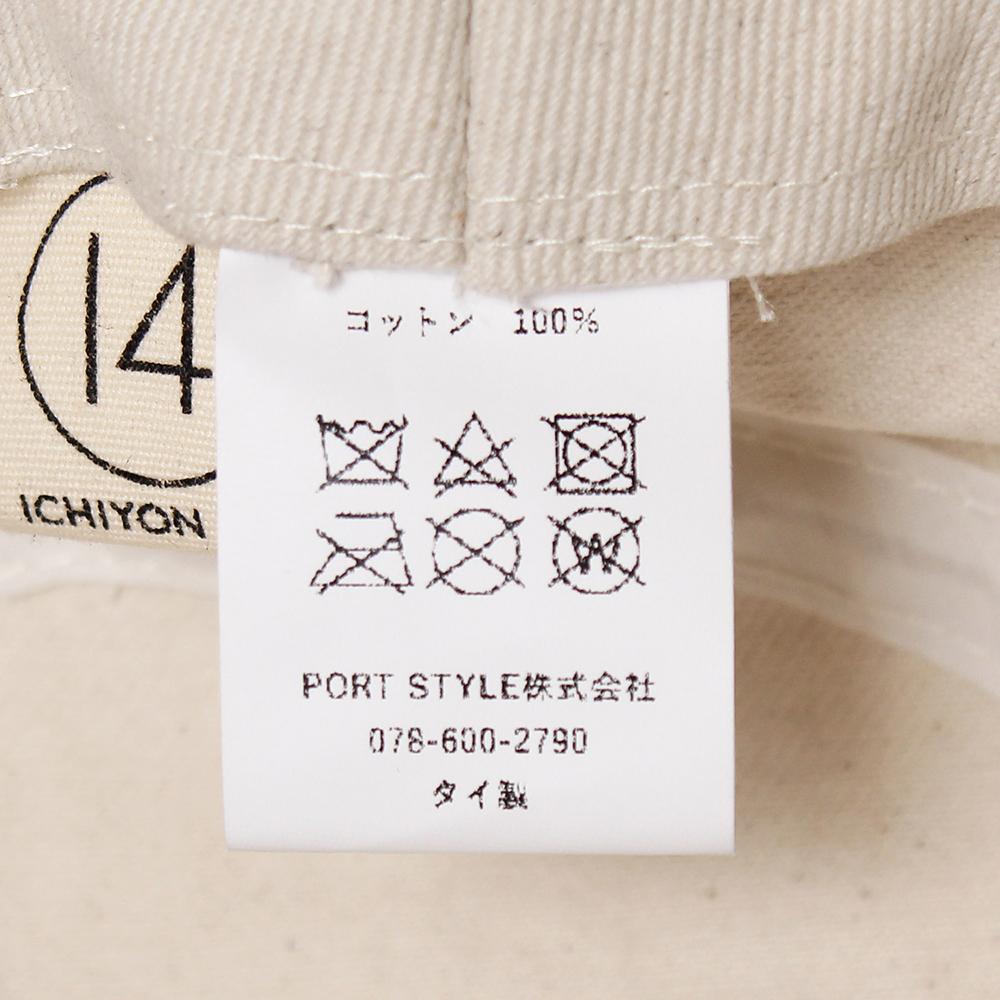 14
ICHIYON
コットン 100%
W
PORT STYLE株式会社
078-600-2790
タイ製